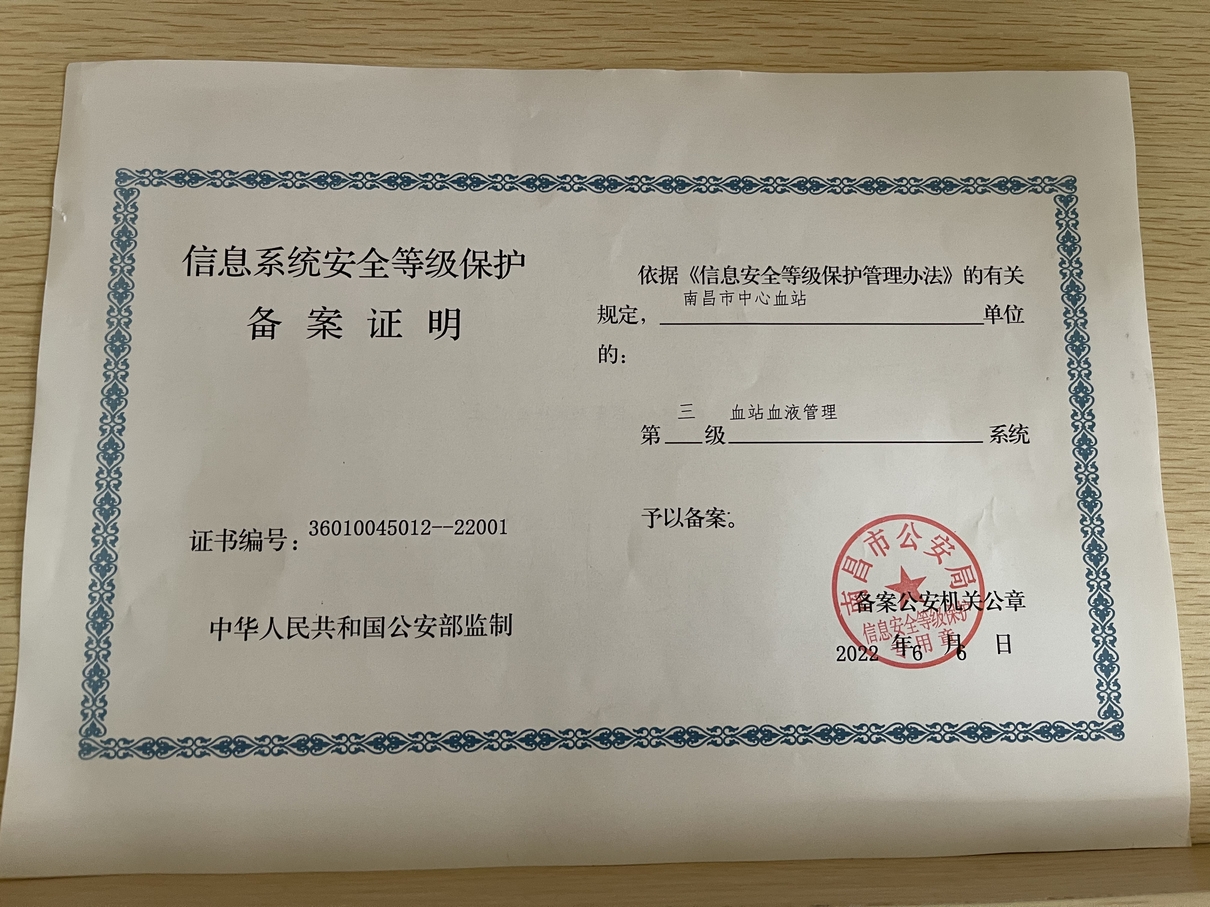 信息系统安全等级保护
备案证明
证书编号：36010045012--22001
中华人民共和国公安部监制
依据《信息安全等级保护管理办法》的有关
规定，南昌市中心血站单位
的：
第三级血站血液管理系统
予以备案。
南昌市公安局
备案公安机关公章
信息安全等级保护
专用章
2022年6月6日